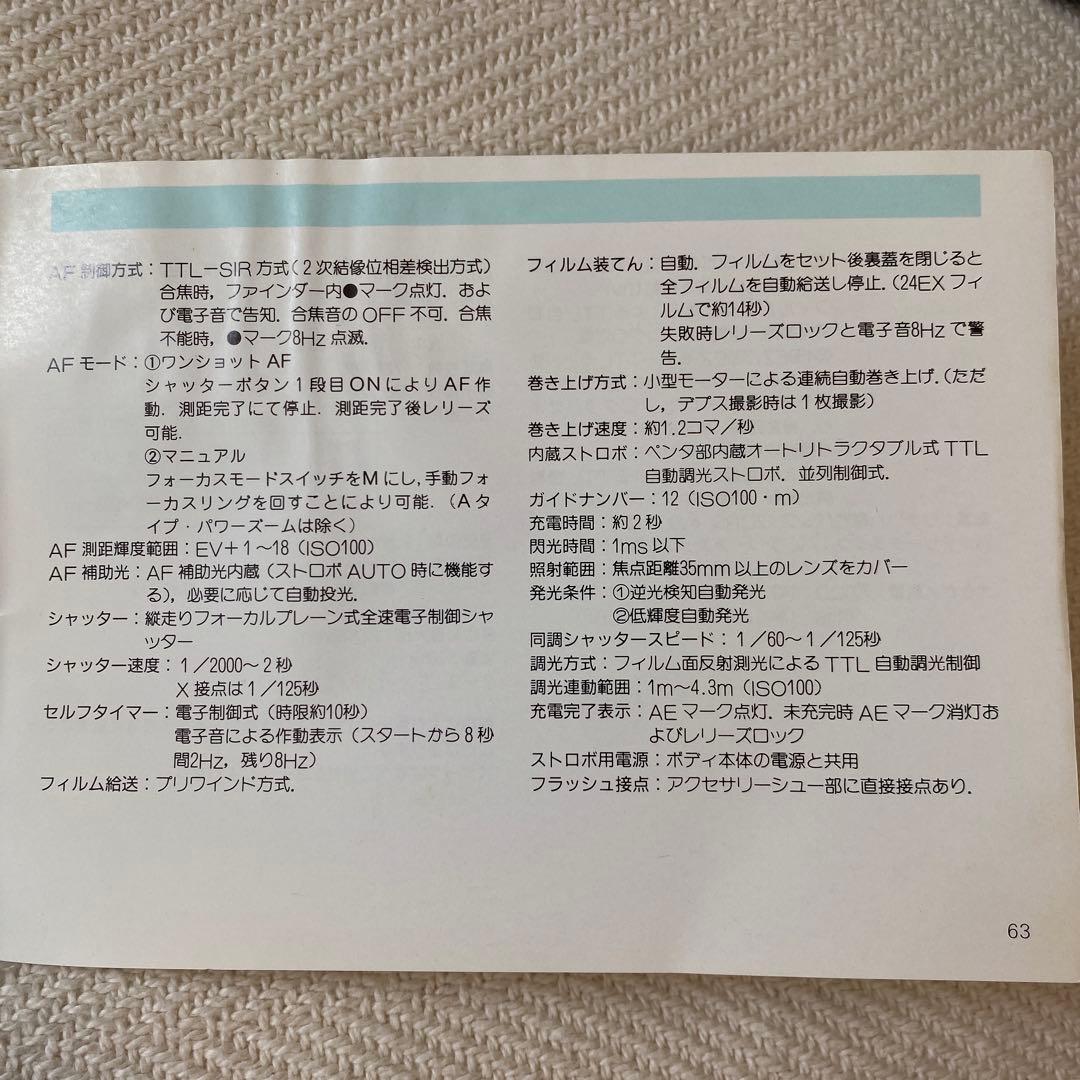 AF 制御方式：TTL－SIR 方式（2次結像位相差検出方式）
合焦時，ファインダー内●マーク点灯．およ
び電子音で告知．合焦音のOFF不可．合焦
不能時，●マーク8Hz点滅．
AFモード：①ワンショットAF
シャッターボタン1段目ONによりAF作
動．測距完了にて停止．測距完了後レリーズ
可能．
②マニュアル
フォーカスモードスイッチをMにし，手動フォ
ーカスリングを回すことにより可能．（Aタ
イプ・パワーズームは除く）
AF 測距輝度範囲：EV＋1～18（ISO100）
AF 補助光：AF 補助光内蔵（ストロボAUTO時に機能す
る），必要に応じて自動投光．
シャッター：縦走りフォーカルプレーン式全速電子制御シャ
ッター
シャッター速度：1／2000～2秒
X接点は1／125秒
セルフタイマー：電子制御式（時限約10秒）
電子音による作動表示（スタートから8秒
間2Hz，残り8Hz）
フィルム給送：プリワインド方式．
フィルム装てん：自動．フィルムをセット後裏蓋を閉じると
全フィルムを自動給送し停止．（24EXフィ
ルムで約14秒）
失敗時レリーズロックと電子音8Hzで警
告．
巻き上げ方式：小型モーターによる連続自動巻き上げ．（ただ
し，デプス撮影時は1枚撮影）
巻き上げ速度：約1.2コマ／秒
内蔵ストロボ：ペンタ部内蔵オートリトラクタブル式TTL
自動調光ストロボ．並列制御式．
ガイドナンバー：12（ISO100・m）
充電時間：約2秒
閃光時間：1ms以下
照射範囲：焦点距離35mm以上のレンズをカバー
発光条件：①逆光検知自動発光
②低輝度自動発光
同調シャッタースピード：1／60～1／125秒
調光方式：フィルム面反射測光によるTTL自動調光制御
調光連動範囲：1m～4.3m（ISO100）
充電完了表示：AEマーク点灯．未充完時AEマーク消灯お
よびレリーズロック
ストロボ用電源：ボディ本体の電源と共用
フラッシュ接点：アクセサリーシュー部に直接接点あり．
63